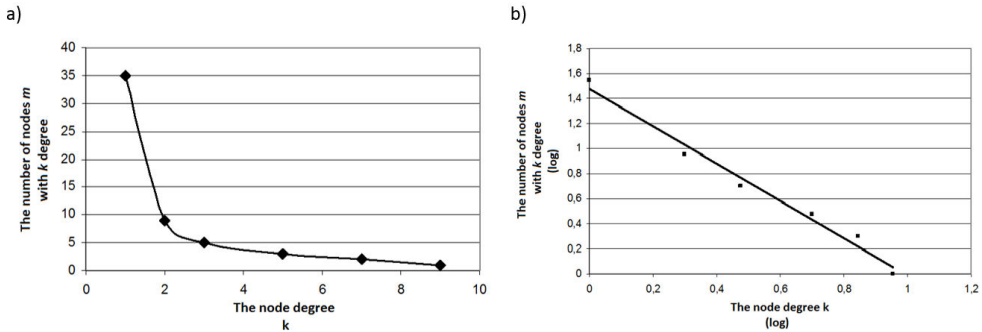 a)
The number of nodes m
with k degree
40
35
30
25
20
15
10
5
0
0 2 4 6 8 10
The node degree
k
b)
The number of nodes m
with k degree
(log)
1,8
1,6
1,4
1,2
1
0,8
0,6
0,4
0,2
0
0 0,2 0,4 0,6 0,8 1 1,2
The node degree k
(log)